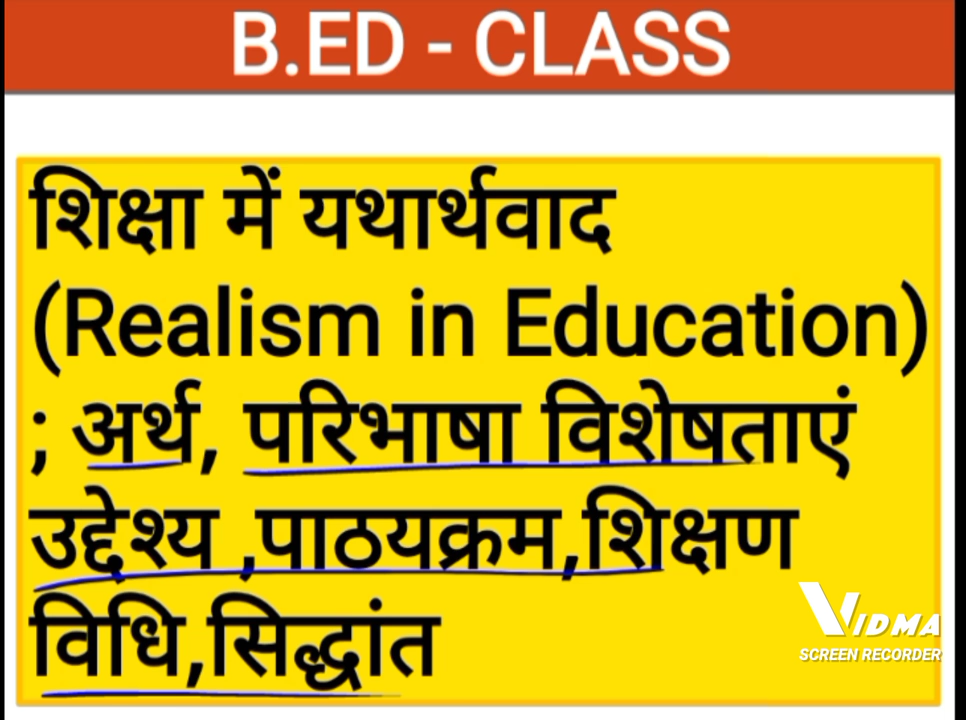 B.ED - CLASS
शिक्षा में यथार्थवाद
(Realism in Education)
; अर्थ, परिभाषा विशेषताएं
उद्देश्य ,पाठयक्रम,शिक्षण
विधि,सिद्धांत
VIDMA
SCREEN RECORDER